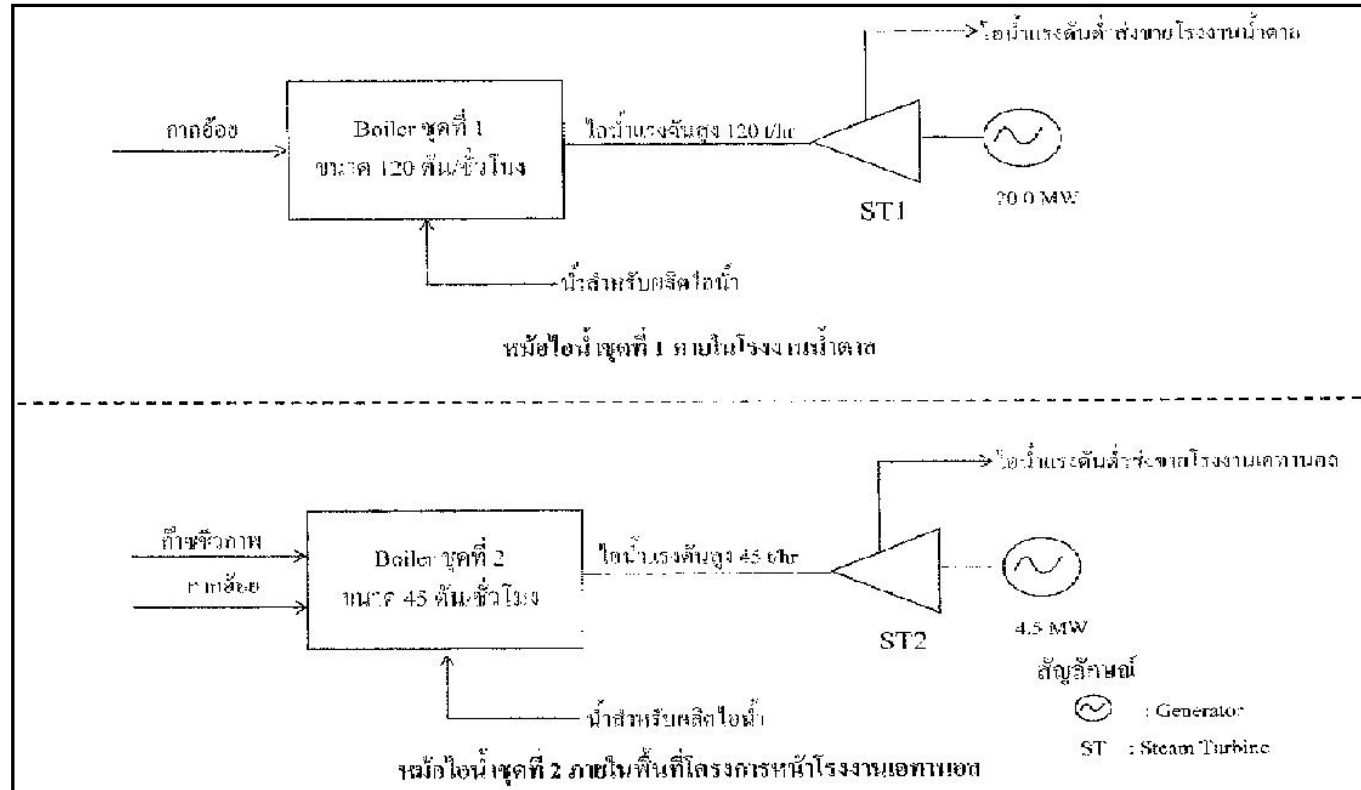 ไอน้ำแรงดันต่ำส่งขายโรงงานน้ำตาล
กากอ้อย
Boiler ชุดที่ 1
ขนาด 120 ตัน/ชั่วโมง
ไอน้ำแรงดันสูง 120 t/hr
ST1
20.0 MW
น้ำสำหรับผลิตไอน้ำ
หม้อไอน้ำชุดที่ 1 ภายในโรงงานน้ำตาล
ไอน้ำแรงดันต่ำส่งขายโรงงานเอทานอล
ก๊าซชีวภาพ
กากอ้อย
Boiler ชุดที่ 2
ขนาด 45 ตัน/ชั่วโมง
ไอน้ำแรงดันสูง 45 t/hr
ST2
4.5 MW
สัญลักษณ์
: Generator
ST : Steam Turbine
น้ำสำหรับผลิตไอน้ำ
หม้อไอน้ำชุดที่ 2 ภายในพื้นที่โครงการหน้าโรงงานเอทานอล